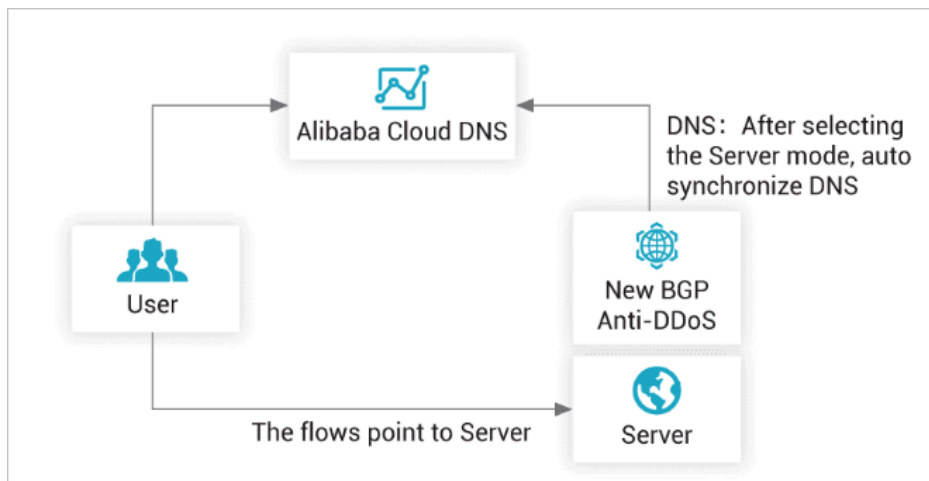 Alibaba Cloud DNS
DNS：After selecting
the Server mode, auto
synchronize DNS
User
New BGP
Anti-DDoS
The flows point to Server
Server